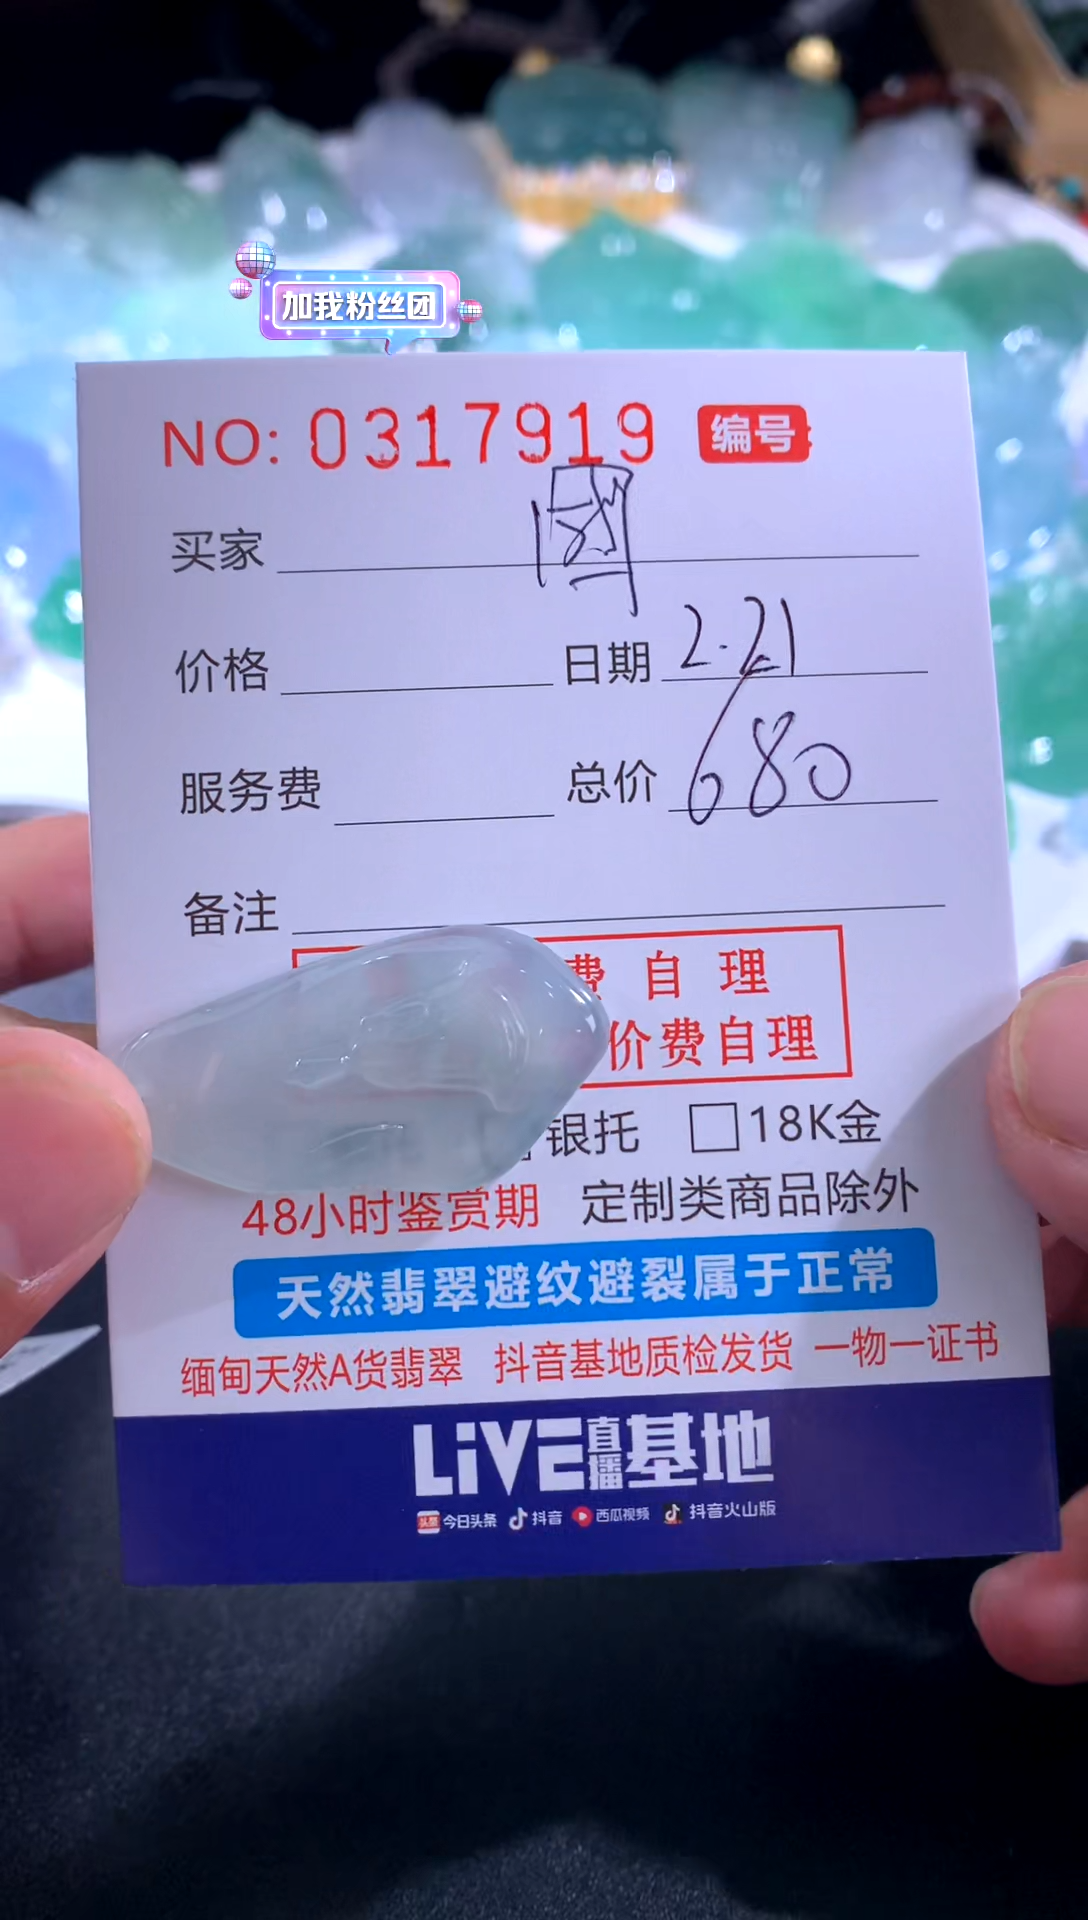 加我粉丝团
NO: 0317919 编号
买家
价格 日期 2.21
服务费 总价 680
备注
费自理
价费自理
银托 □18K金
48小时鉴赏期 定制类商品除外
天然翡翠避纹避裂属于正常
缅甸天然A货翡翠 抖音基地质检发货 一物一证书
LiVE直播基地
头条 今日头条 抖音 西瓜视频 抖音火山版